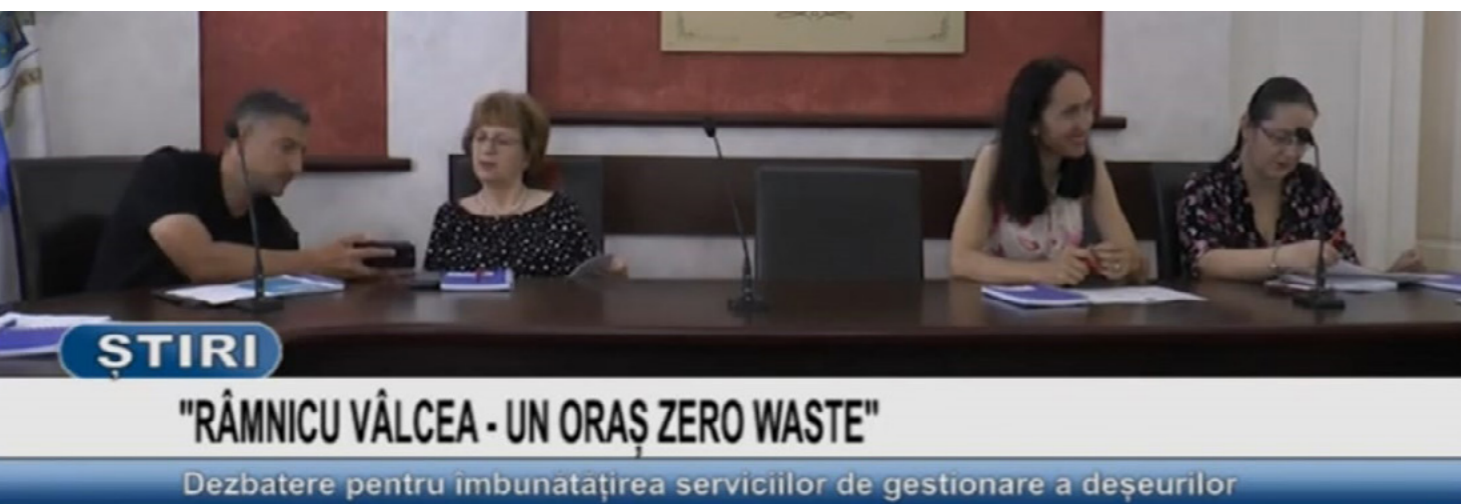 ȘTIRI
"RÂMNICU VÂLCEA - UN ORAȘ ZERO WASTE"
Dezbatere pentru îmbunătățirea serviciilor de gestionare a deșeurilor